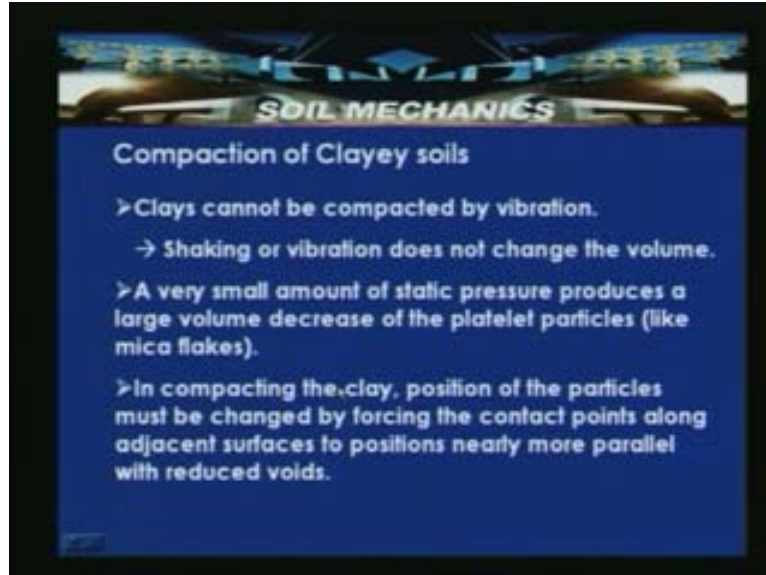 SOIL MECHANICS
Compaction of Clayey soils
➢Clays cannot be compacted by vibration.
→ Shaking or vibration does not change the volume.
➢A very small amount of static pressure produces a
large volume decrease of the platelet particles (like
mica flakes).
➢In compacting the clay, position of the particles
must be changed by forcing the contact points along
adjacent surfaces to positions nearly more parallel
with reduced voids.